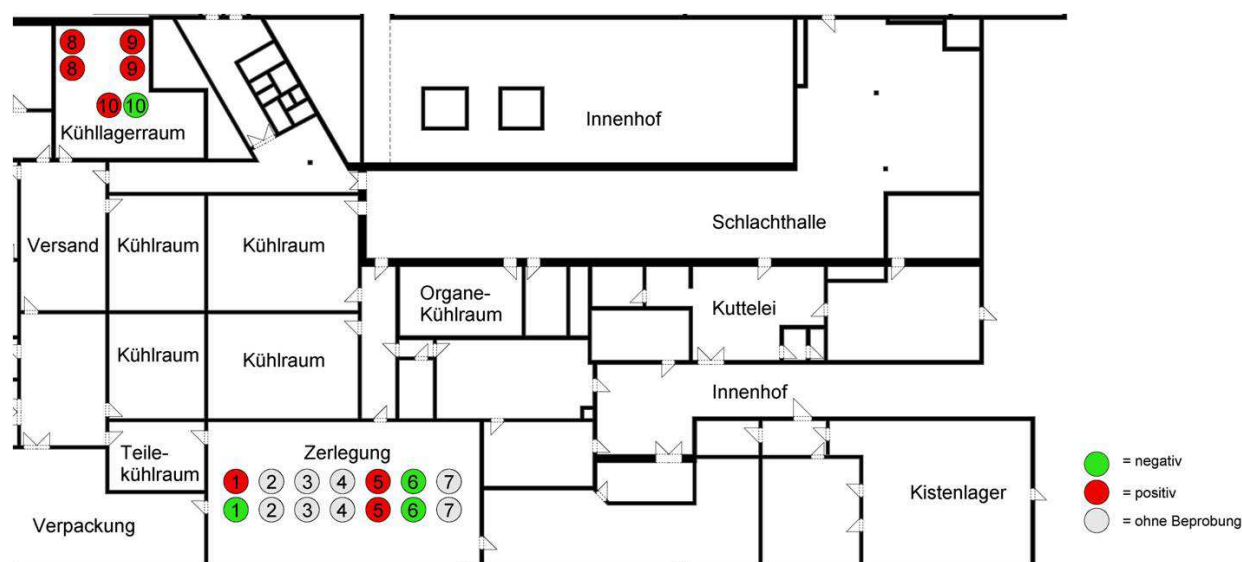 8 9
8 9
10 10
Kühllagerraum
Innenhof
Schlachthalle
Versand
Kühlraum
Kühlraum
Organe-
Kühlraum
Kuttelei
Kühlraum
Kühlraum
Innenhof
Teile-
kühlraum
Zerlegung
1 2 3 4 5 6 7
1 2 3 4 5 6 7
Verpackung
Kistenlager
= negativ
= positiv
= ohne Beprobung